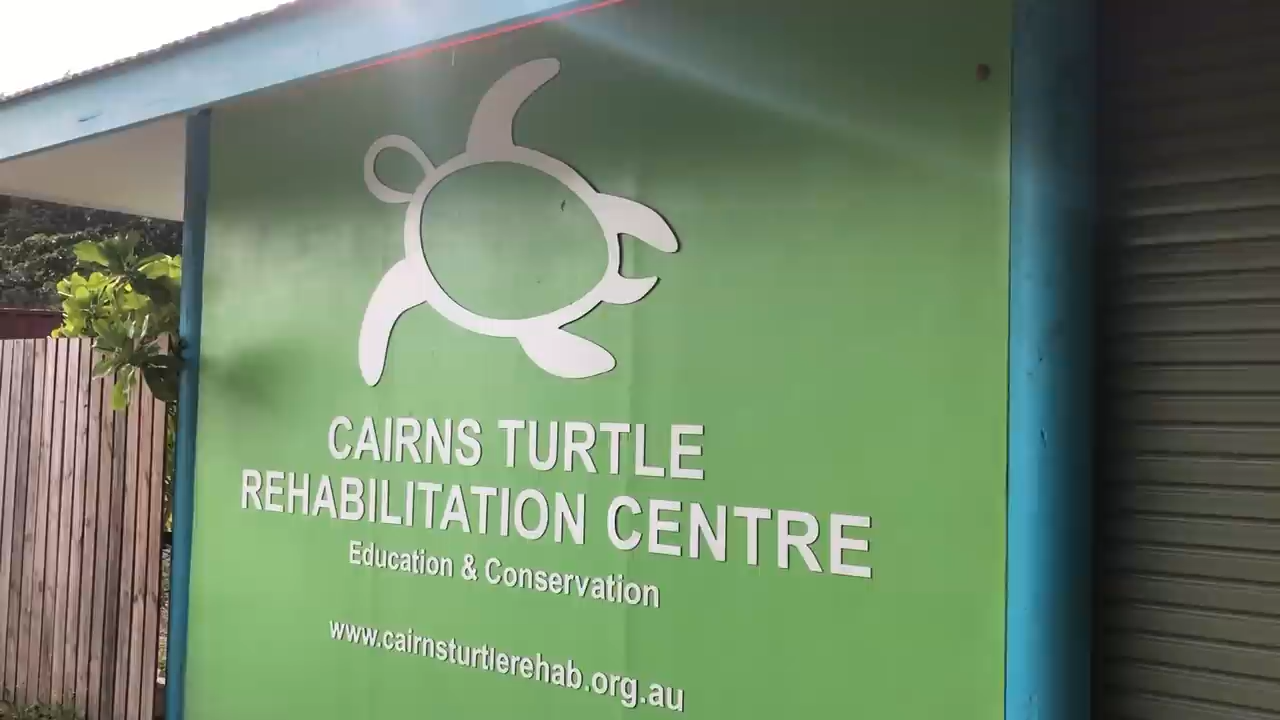 CAIRNS TURTLE
REHABILITATION CENTRE
Education & Conservation
www.cairnsturtlerehab.org.au